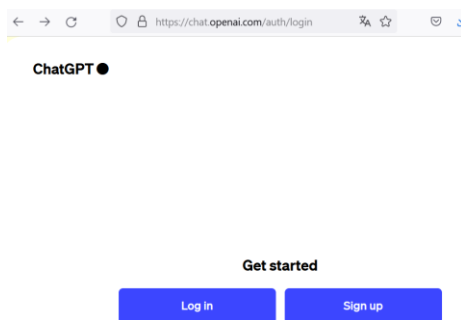 https://chat.openai.com/auth/login
ChatGPT
Get started
Log in
Sign up